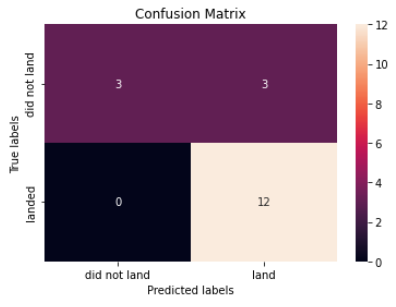 Confusion Matrix
True labels
did not land
landed
3 3
0 12
did not land land
Predicted labels
12
10
8
6
4
2
0